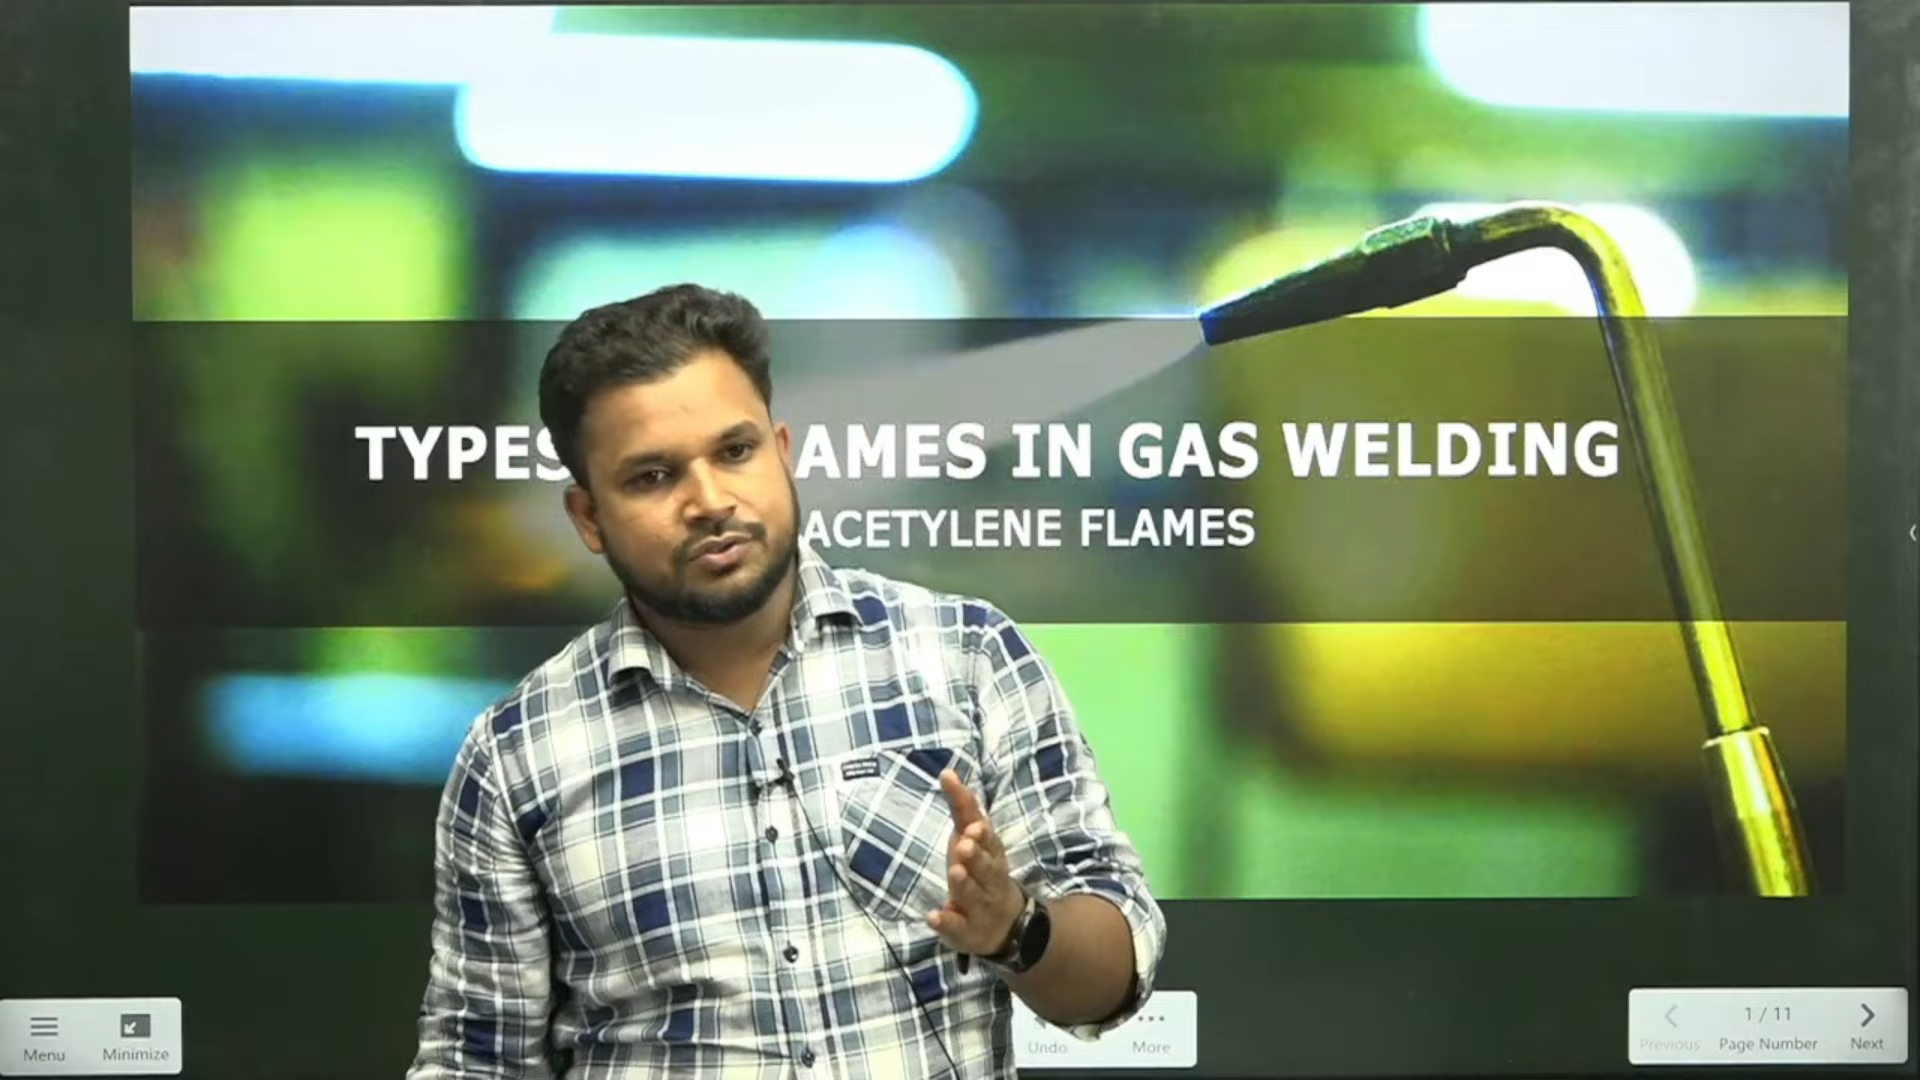 TYPES AMES IN GAS WELDING
ACETYLENE FLAMES
Menu
Minimize
Undo
More
Previous
1 / 11
Page Number
Next